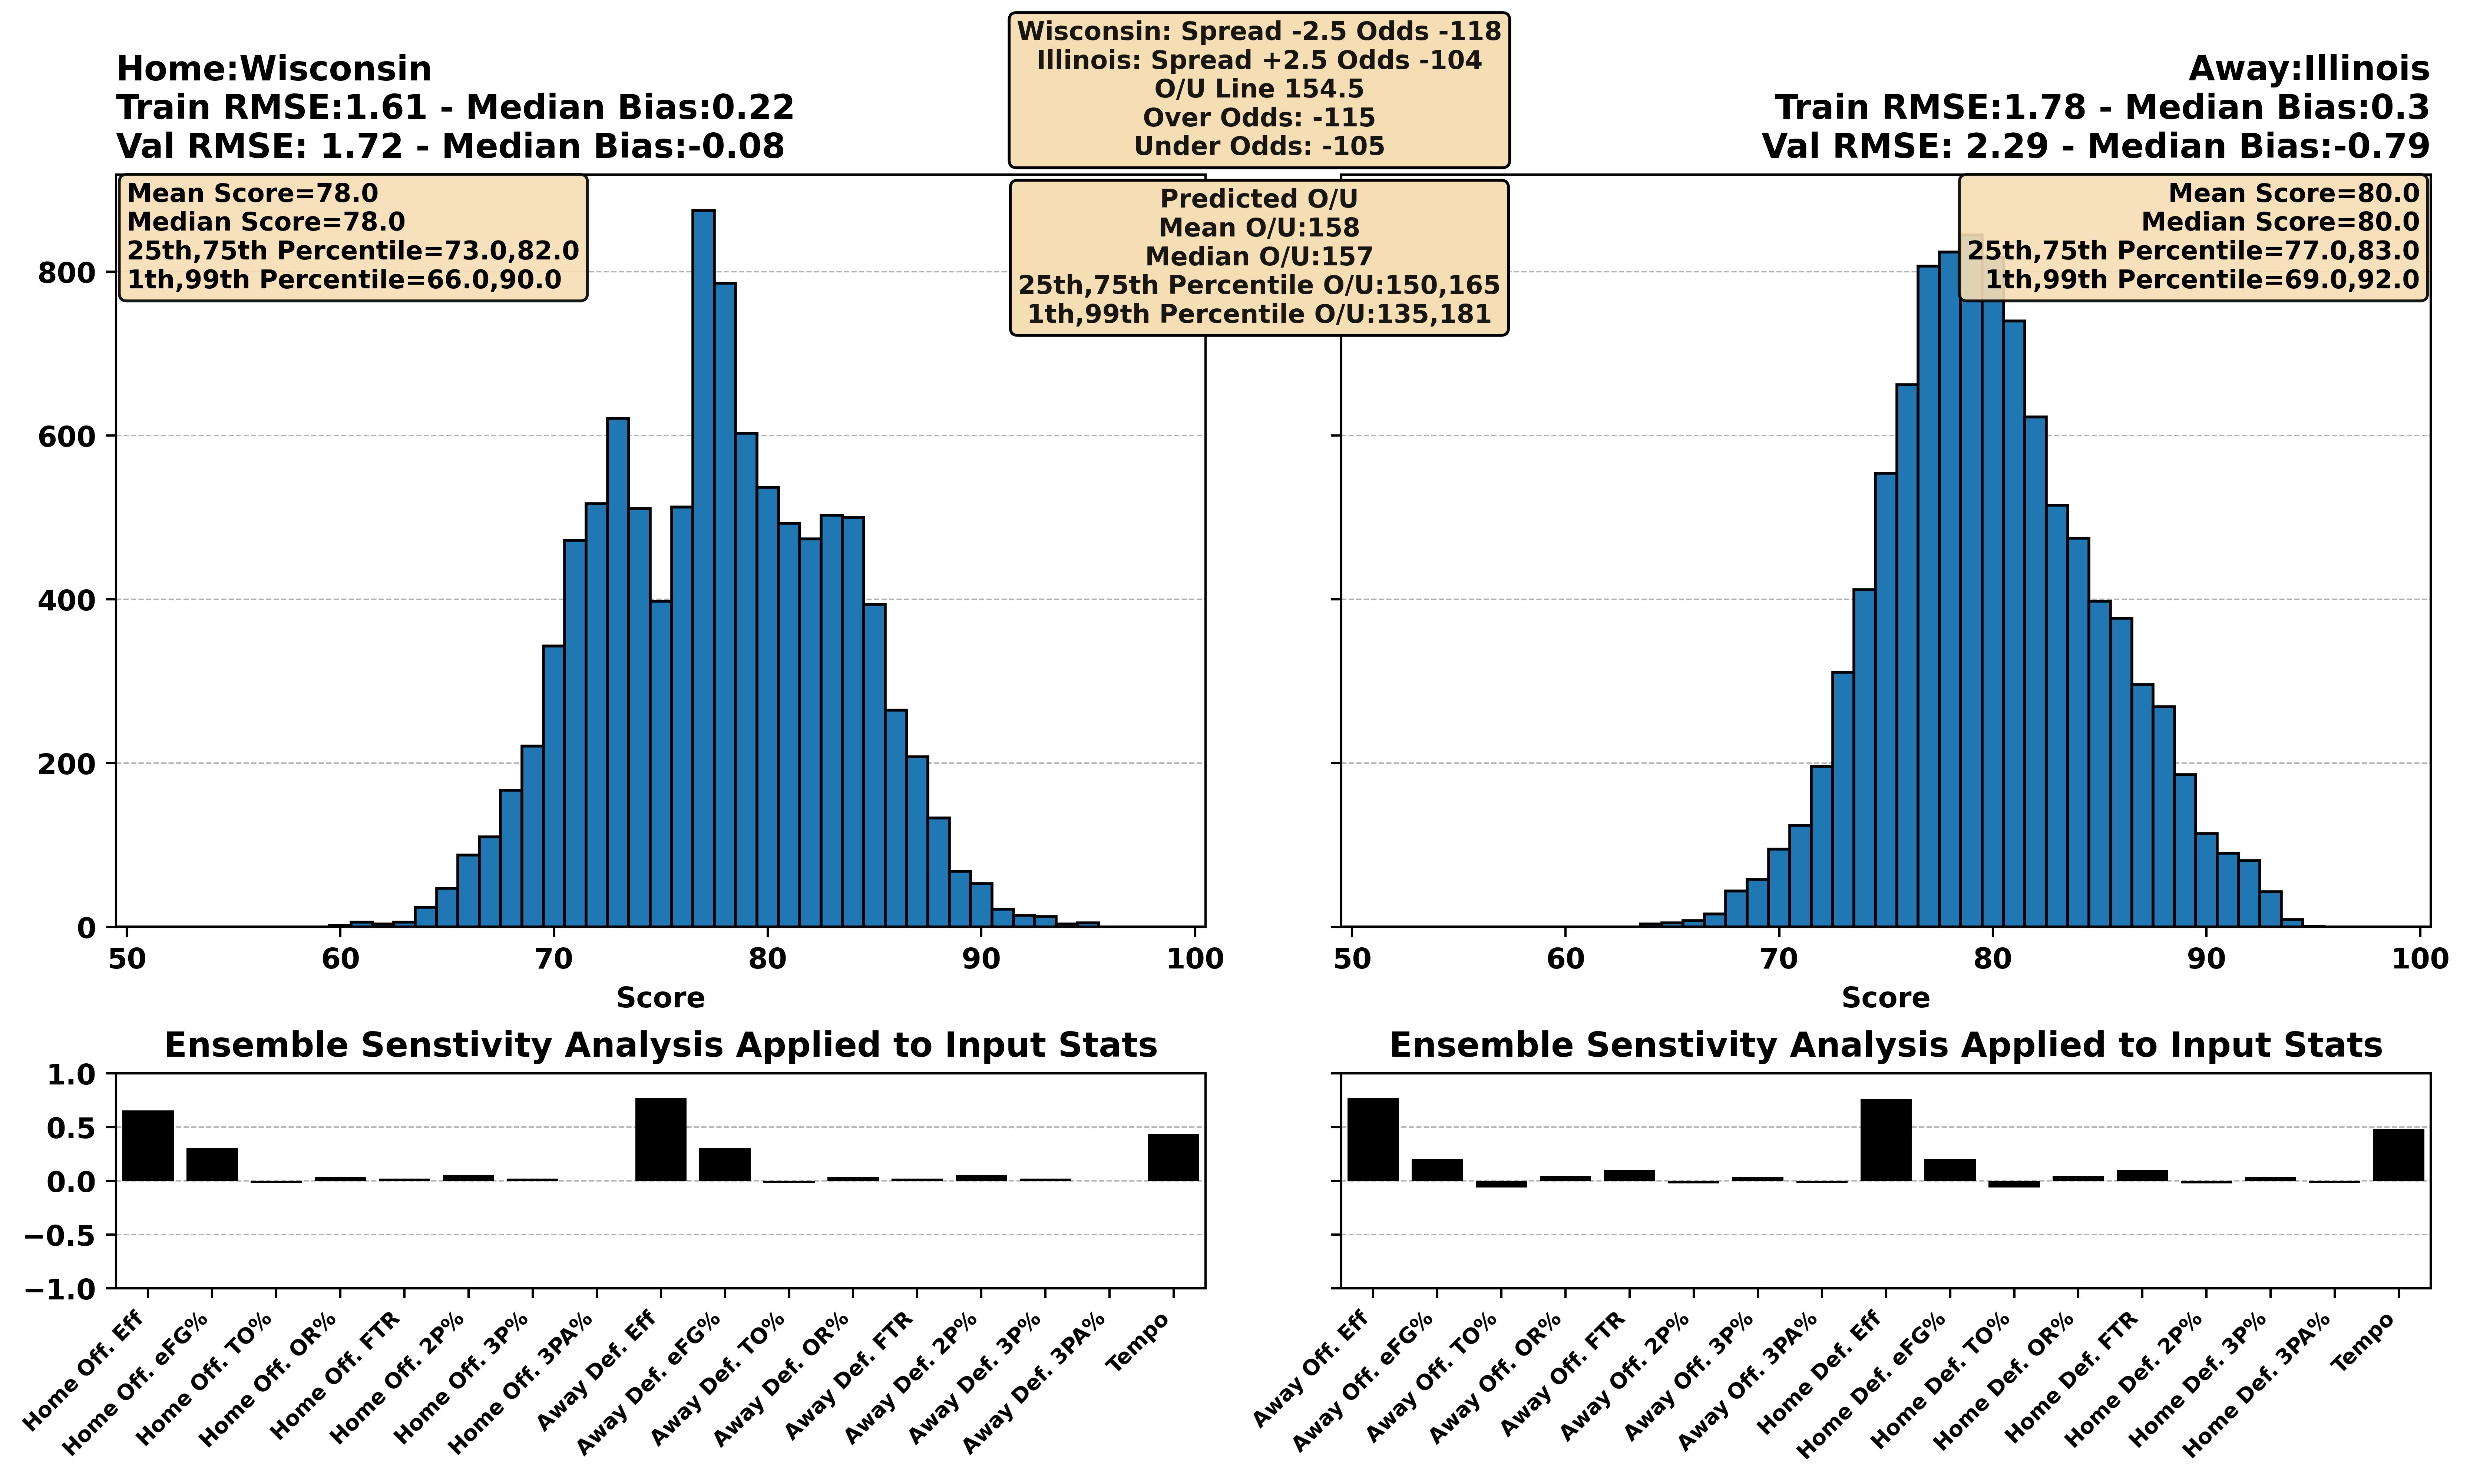 Wisconsin: Spread -2.5 Odds -118
Illinois: Spread +2.5 Odds -104
O/U Line 154.5
Over Odds: -115
Under Odds: -105
Home:Wisconsin
Train RMSE:1.61 - Median Bias:0.22
Val RMSE: 1.72 - Median Bias:-0.08
Away:Illinois
Train RMSE:1.78 - Median Bias:0.3
Val RMSE: 2.29 - Median Bias:-0.79
Mean Score=78.0
Median Score=78.0
25th,75th Percentile=73.0,82.0
1th,99th Percentile=66.0,90.0
Predicted O/U
Mean O/U:158
Median O/U:157
25th,75th Percentile O/U:150,165
1th,99th Percentile O/U:135,181
Mean Score=80.0
Median Score=80.0
25th,75th Percentile=77.0,83.0
1th,99th Percentile=69.0,92.0
800
600
400
200
0
50 60 70 80 90 100
Score
50 60 70 80 90 100
Score
Ensemble Senstivity Analysis Applied to Input Stats
1.0
0.5
0.0
−0.5
−1.0
Home Off. Eff
Home Off. eFG%
Home Off. TO%
Home Off. OR%
Home Off. FTR
Home Off. 2P%
Home Off. 3P%
Home Off. 3PA%
Away Def. Eff
Away Def. eFG%
Away Def. TO%
Away Def. OR%
Away Def. FTR
Away Def. 2P%
Away Def. 3P%
Away Def. 3PA%
Tempo
Ensemble Senstivity Analysis Applied to Input Stats
Away Off. Eff
Away Off. eFG%
Away Off. TO%
Away Off. OR%
Away Off. FTR
Away Off. 2P%
Away Off. 3P%
Away Off. 3PA%
Home Def. Eff
Home Def. eFG%
Home Def. TO%
Home Def. OR%
Home Def. FTR
Home Def. 2P%
Home Def. 3P%
Home Def. 3PA%
Tempo